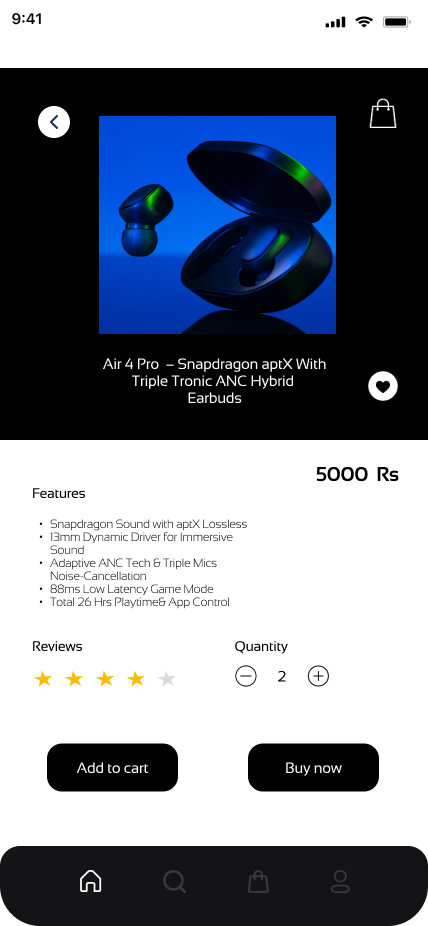 9:41
Air 4 Pro – Snapdragon aptX With
Triple Tronic ANC Hybrid
Earbuds
5000 Rs
Features
• Snapdragon Sound with aptX Lossless
• 13mm Dynamic Driver for Immersive
Sound
• Adaptive ANC Tech & Triple Mics
Noise-Cancellation
• 88ms Low Latency Game Mode
• Total 26 Hrs Playtime& App Control
Reviews
Quantity
2
Add to cart
Buy now